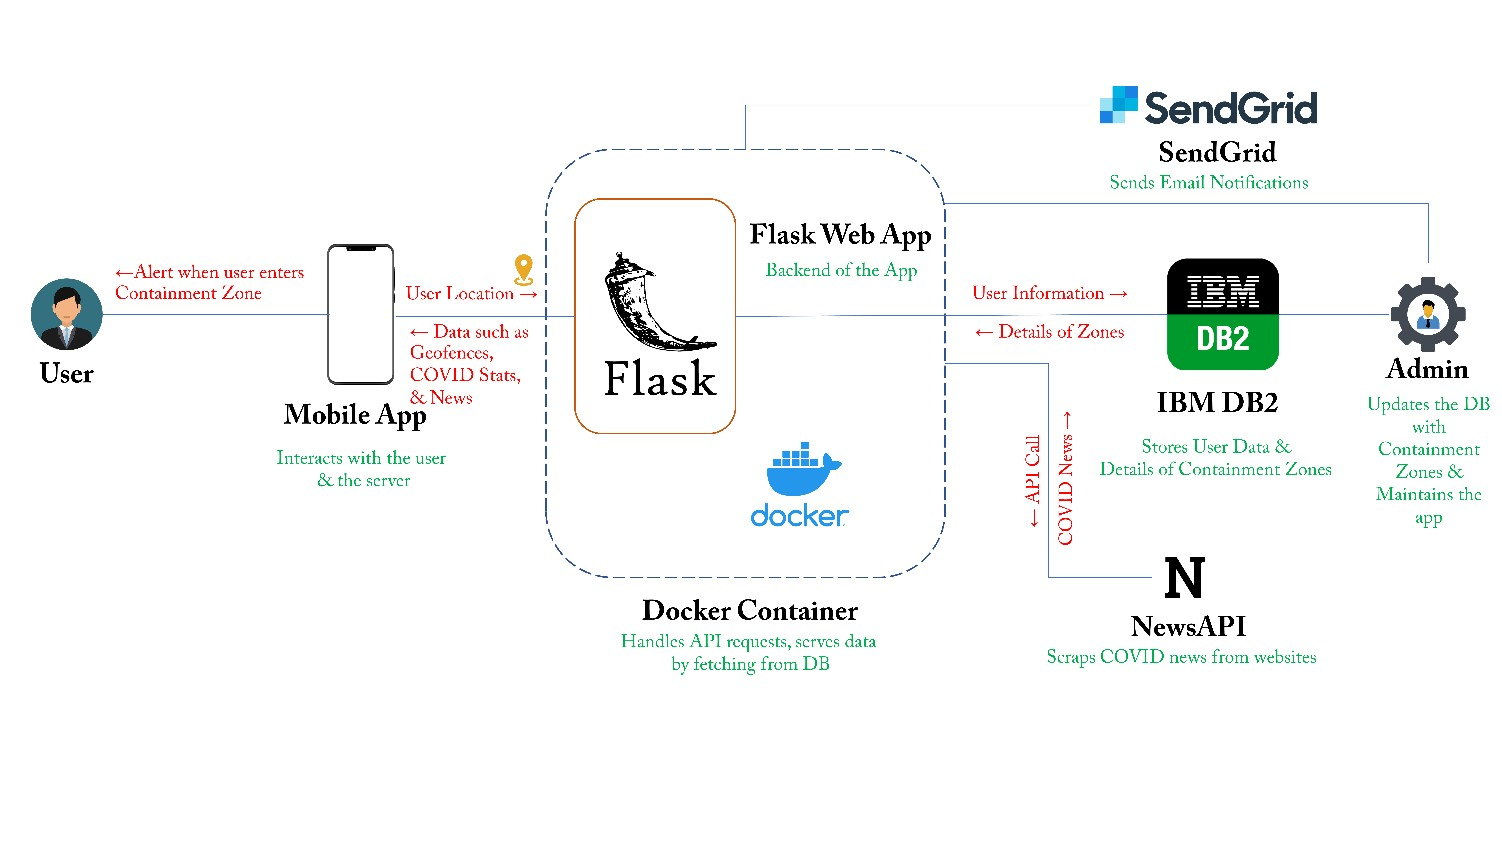 SendGrid
SendGrid
Sends Email Notifications
←Alert when user enters
Containment Zone
User
User Location →
← Data such as
Geofences,
COVID Stats,
& News
Mobile App
Interacts with the user
& the server
Flask
Flask Web App
Backend of the App
docker
Docker Container
Handles API requests, serves data
by fetching from DB
User Information →
← Details of Zones
IBM
DB2
IBM DB2
Stores User Data &
Details of Containment Zones
Admin
Updates the DB
with
Containment
Zones &
Maintains the
app
← API Call
COVID News →
N
NewsAPI
Scraps COVID news from websites